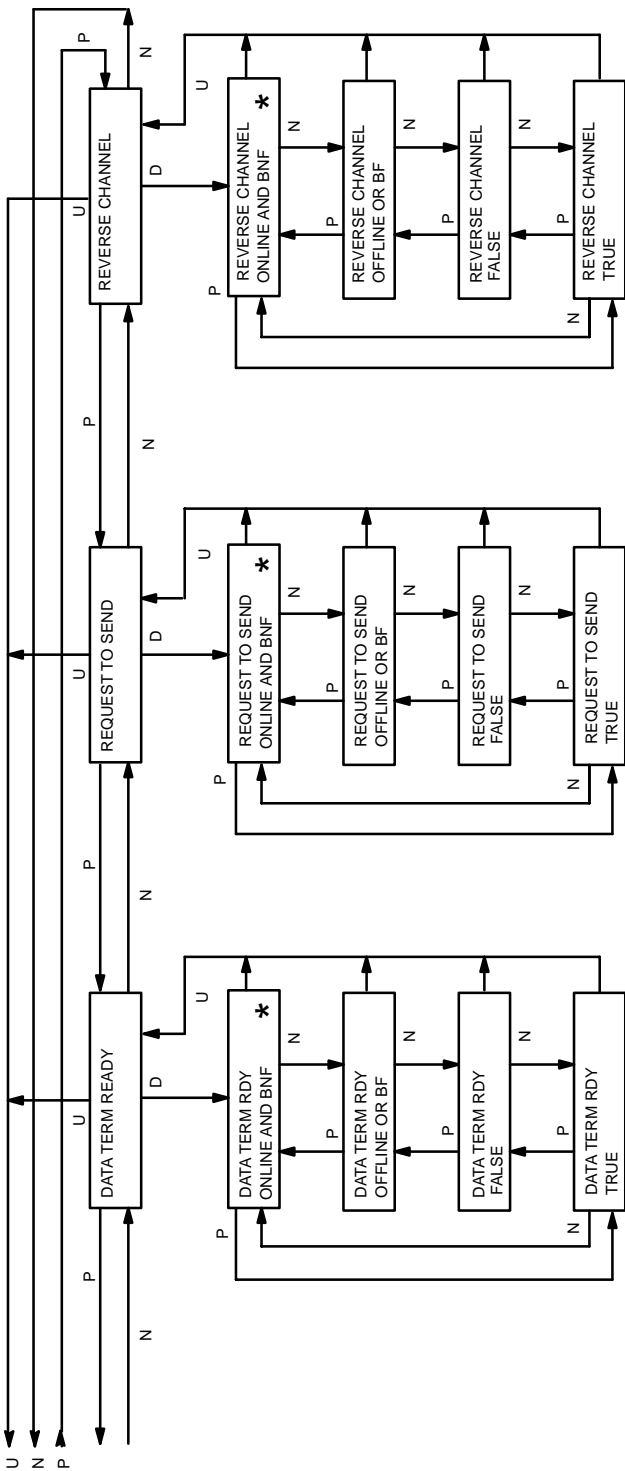 U
N
P
U
U
U
P
P
P
P
DATA TERM READY
REQUEST TO SEND
REVERSE CHANNEL
N
N
N
N
D
D
D
U
U
U
P
P
P
DATA TERM RDY
ONLINE AND BNF *
REQUEST TO SEND
ONLINE AND BNF *
REVERSE CHANNEL
ONLINE AND BNF *
P
N
P
N
P
N
DATA TERM RDY
OFFLINE OR BF
REQUEST TO SEND
OFFLINE OR BF
REVERSE CHANNEL
OFFLINE OR BF
P
N
P
N
P
N
DATA TERM RDY
FALSE
REQUEST TO SEND
FALSE
REVERSE CHANNEL
FALSE
N
P
N
N
P
N
N
P
N
DATA TERM RDY
TRUE
REQUEST TO SEND
TRUE
REVERSE CHANNEL
TRUE